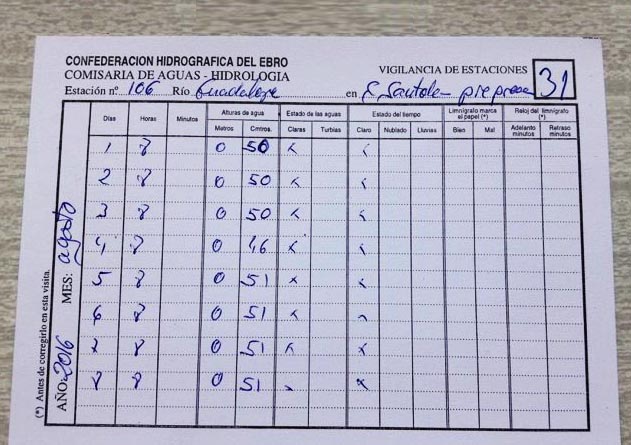 CONFEDERACION HIDROGRAFICA DEL EBRO
COMISARIA DE AGUAS - HIDROLOGIA
VIGILANCIA DE ESTACIONES 31
Estación nº 106 Río Guadalope en E. Santolea pie presa
Días Horas Minutos Alturas de agua Estado de las aguas Estado del tiempo Limnígrafo marca el papel (*) Reloj del limnígrafo (*)
Metros Cmtros. Claras Turbias Claro Nublado Lluvias Bien Mal Adelanto minutos Retraso minutos
1 8 0 50 x x
2 8 0 50 x x
3 8 0 50 x x
4 8 0 46 x x
5 8 0 51 x x
6 8 0 51 x x
7 8 0 51 x x
8 8 0 51 x x
MES: agosto
AÑO: 2016
(*) Antes de corregirlo en esta visita.